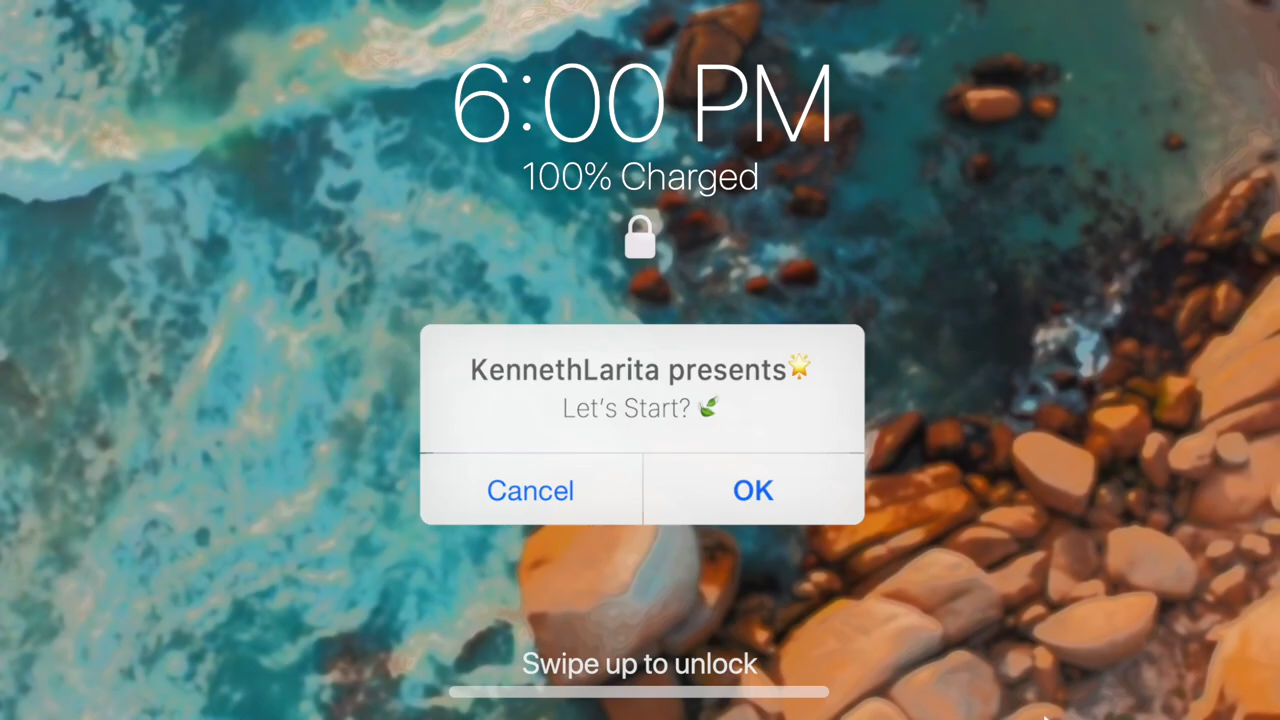 6:00 PM
100% Charged
KennethLarita presents🌟
Let's Start? 🍃
Cancel
OK
Swipe up to unlock